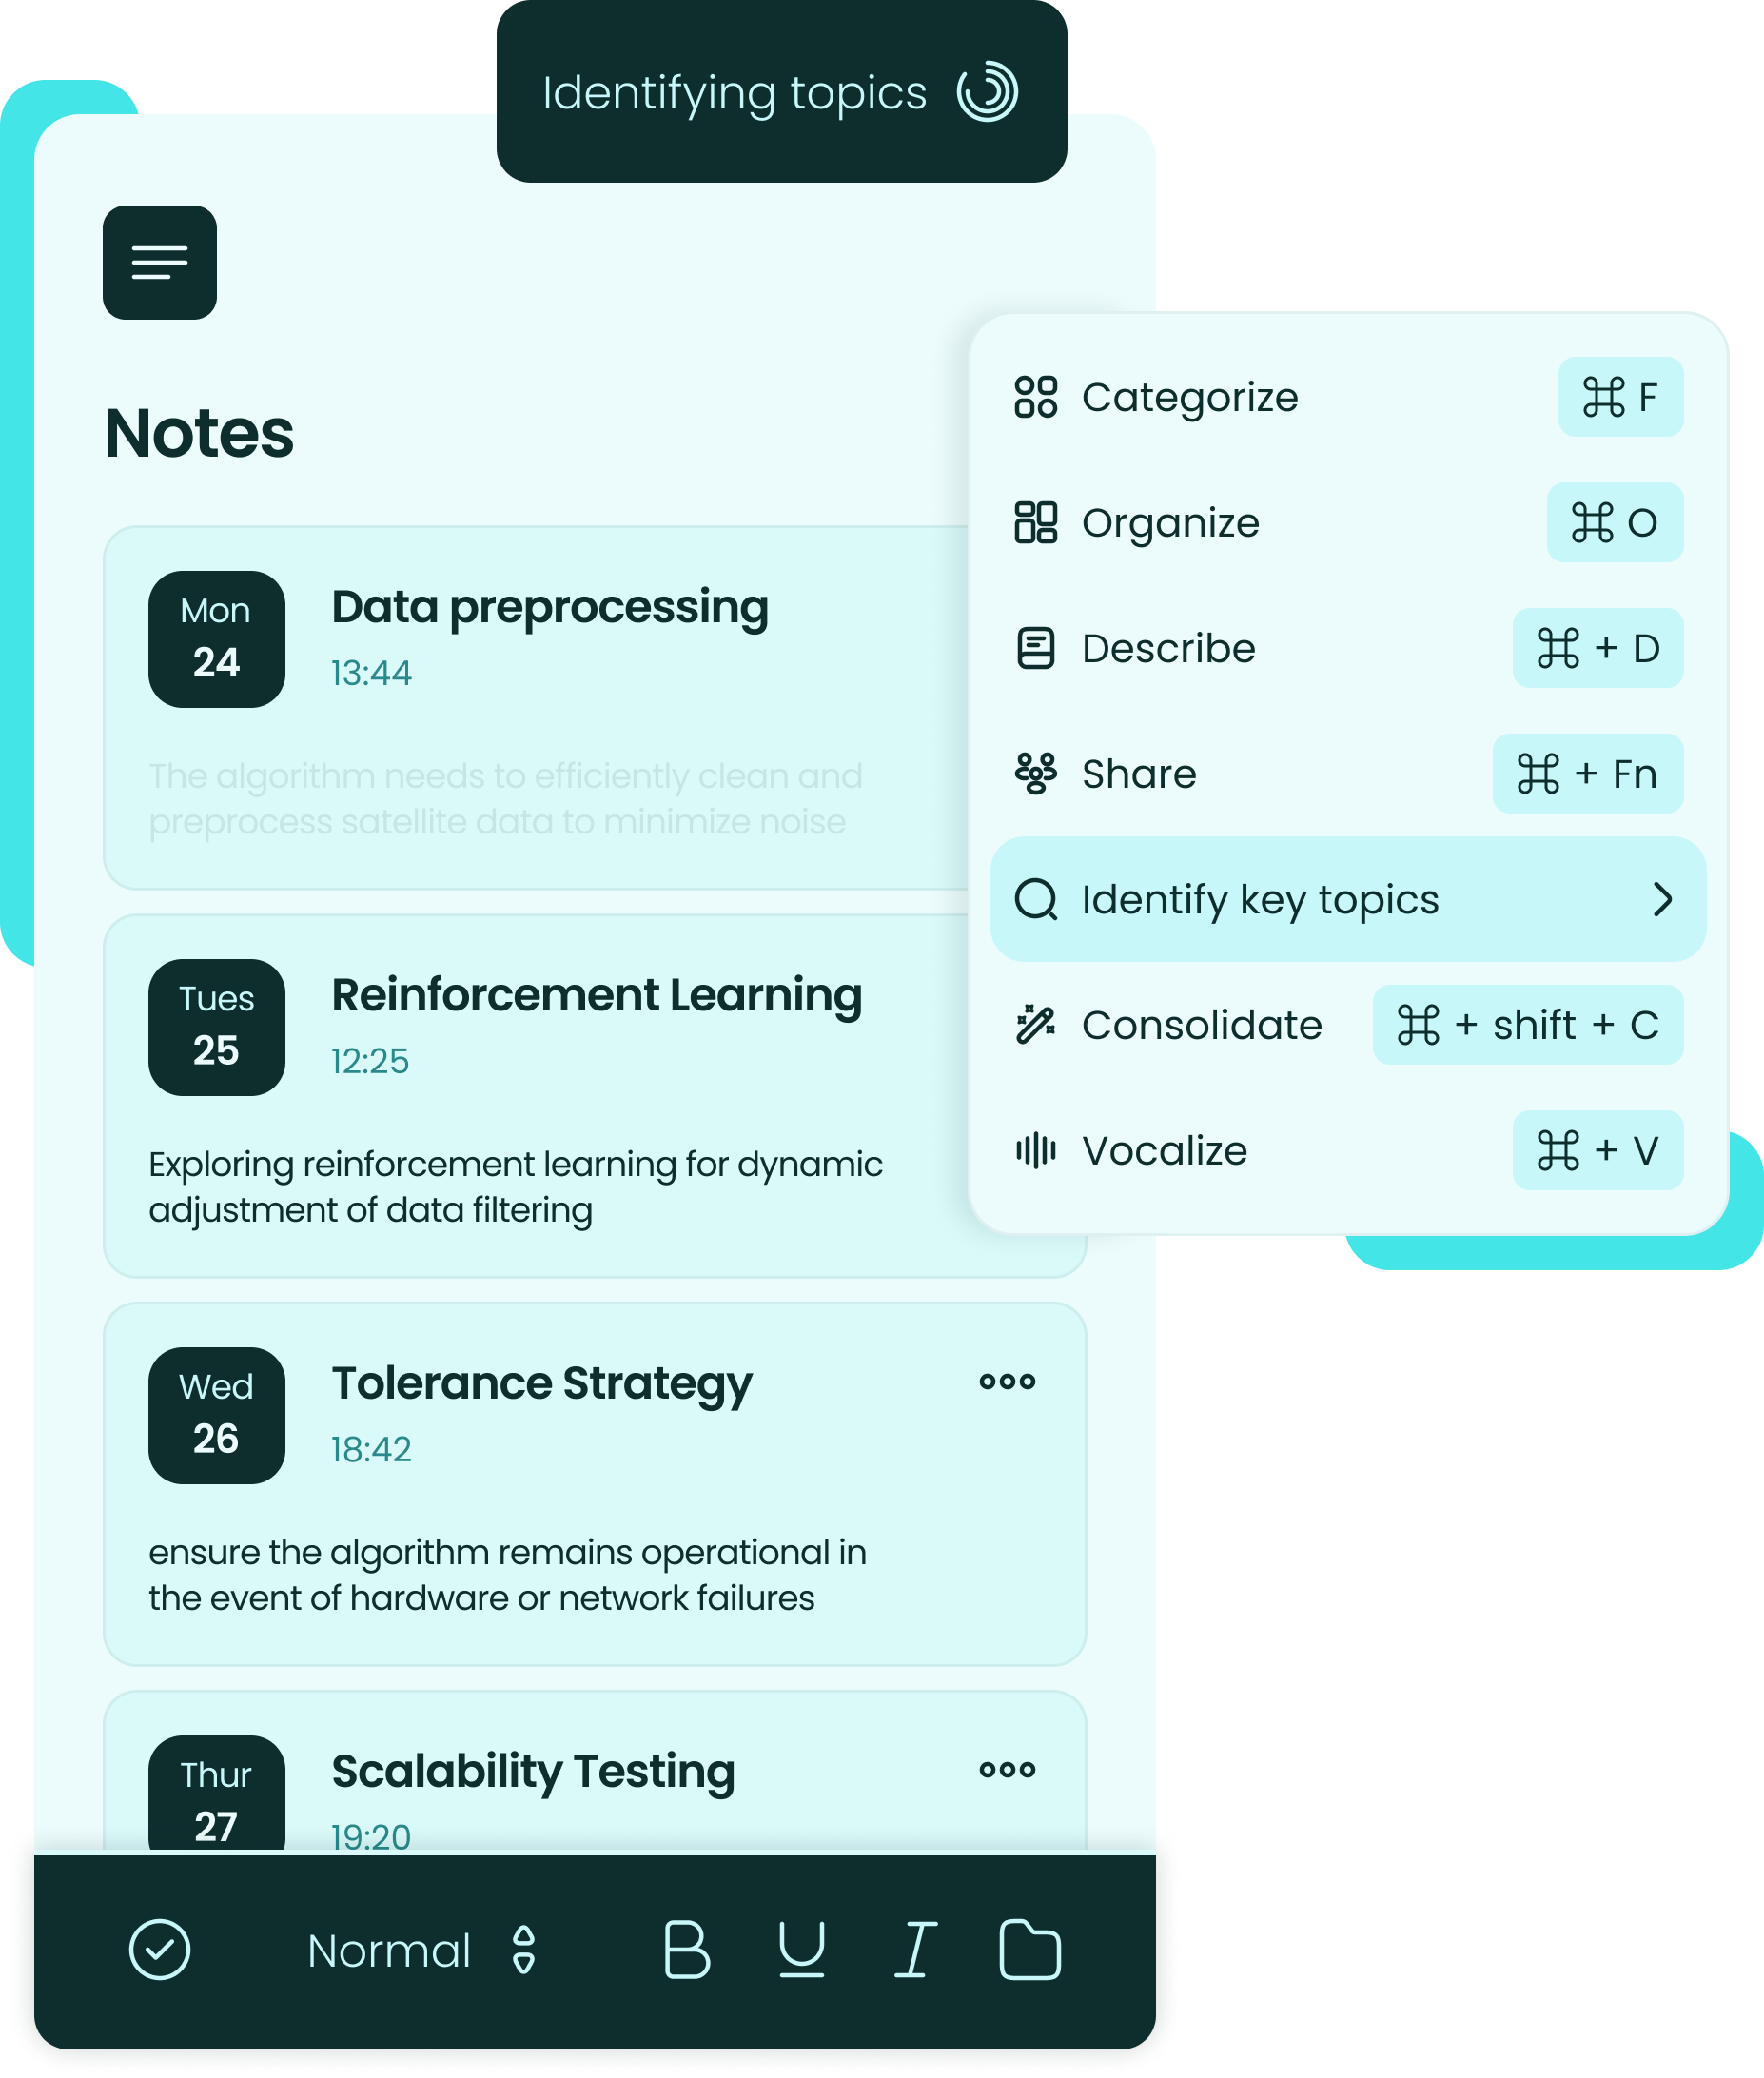 Identifying topics
Notes
Mon
24
Data preprocessing
13:44
The algorithm needs to efficiently clean and
preprocess satellite data to minimize noise
Tues
25
Reinforcement Learning
12:25
Exploring reinforcement learning for dynamic
adjustment of data filtering
Wed
26
Tolerance Strategy
18:42
ensure the algorithm remains operational in
the event of hardware or network failures
Thur
27
Scalability Testing
19:20
Categorize ⌘ F
Organize ⌘ O
Describe ⌘ + D
Share ⌘ + Fn
Identify key topics
Consolidate ⌘ + shift + C
Vocalize ⌘ + V
Normal B U I